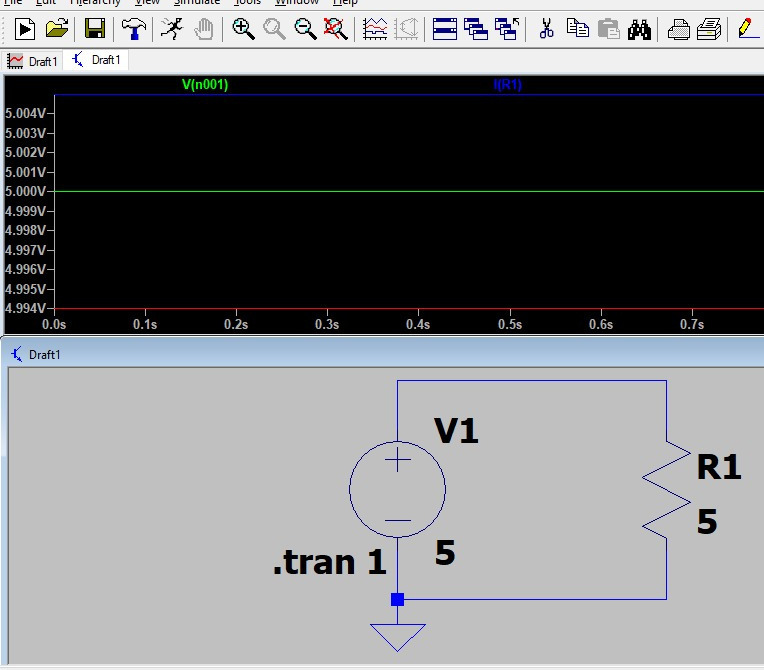 File Edit Hierarchy View Simulate Tools Window Help
Draft1 Draft1
V(n001) I(R1)
5.004V
5.003V
5.002V
5.001V
5.000V
4.999V
4.998V
4.997V
4.996V
4.995V
4.994V
0.0s 0.1s 0.2s 0.3s 0.4s 0.5s 0.6s 0.7s
Draft1
V1
R1
5
.tran 1 5